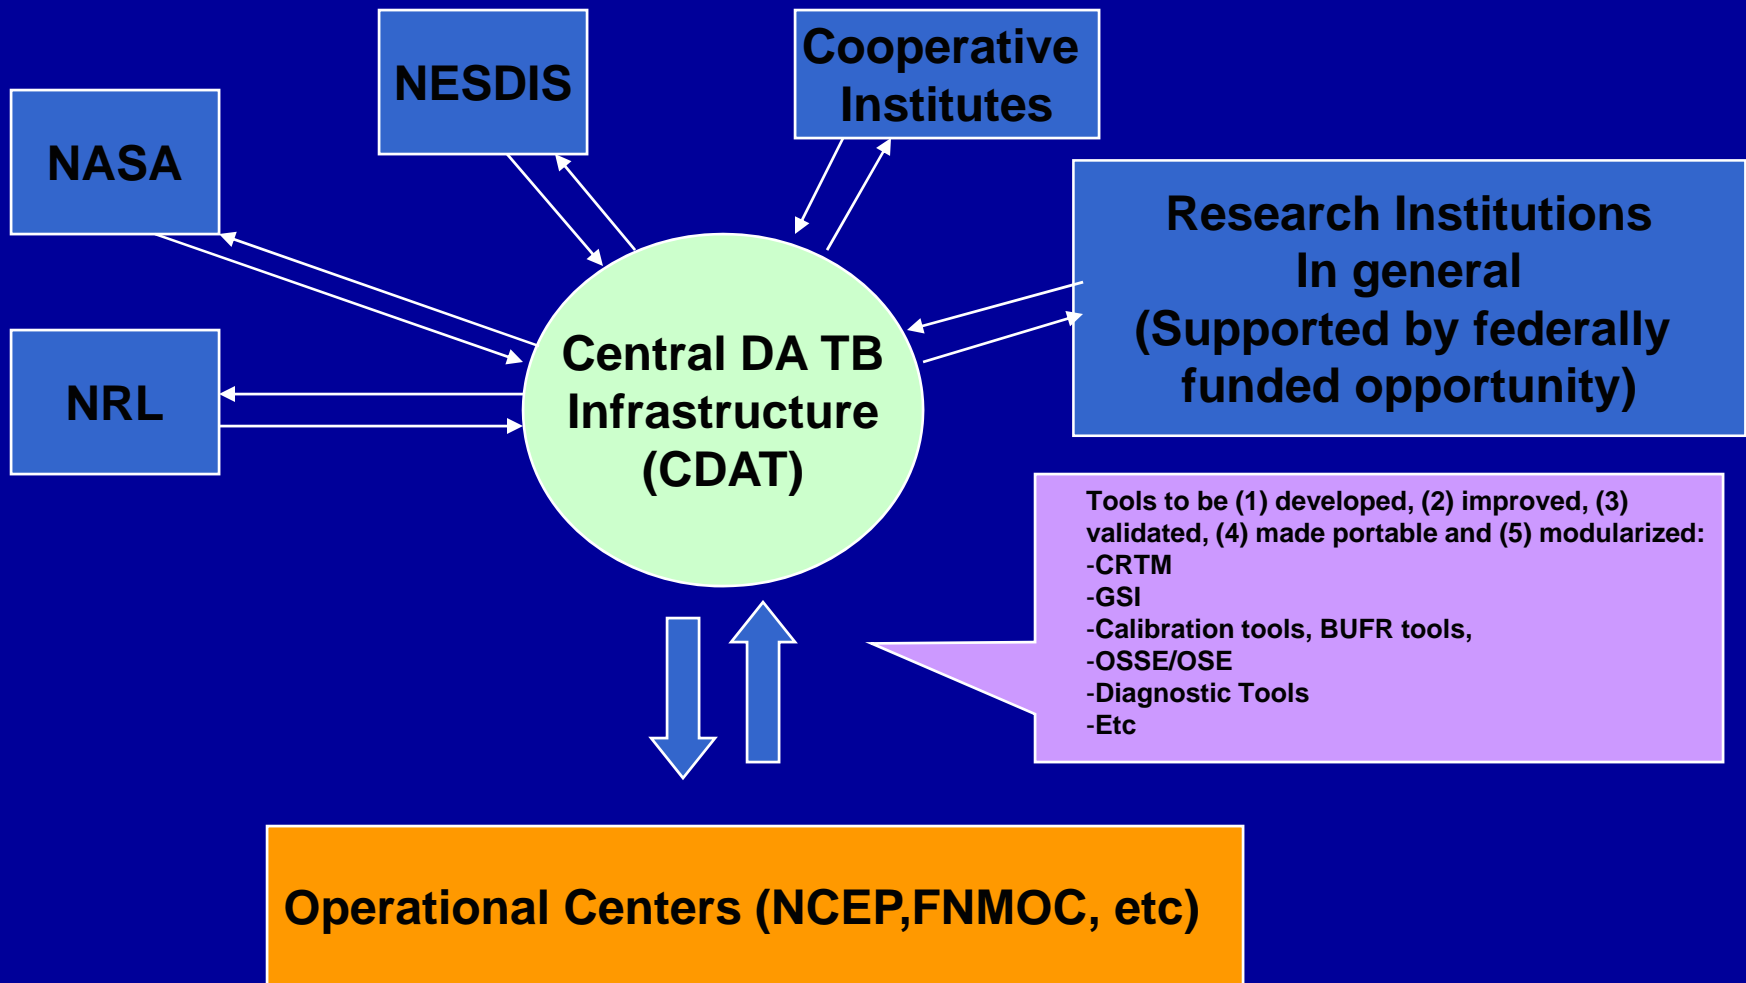 NESDIS
Cooperative
Institutes
NASA
Research Institutions
In general
(Supported by federally
funded opportunity)
NRL
Central DA TB
Infrastructure
(CDAT)
Tools to be (1) developed, (2) improved, (3)
validated, (4) made portable and (5) modularized:
-CRTM
-GSI
-Calibration tools, BUFR tools,
-OSSE/OSE
-Diagnostic Tools
-Etc
Operational Centers (NCEP,FNMOC, etc)